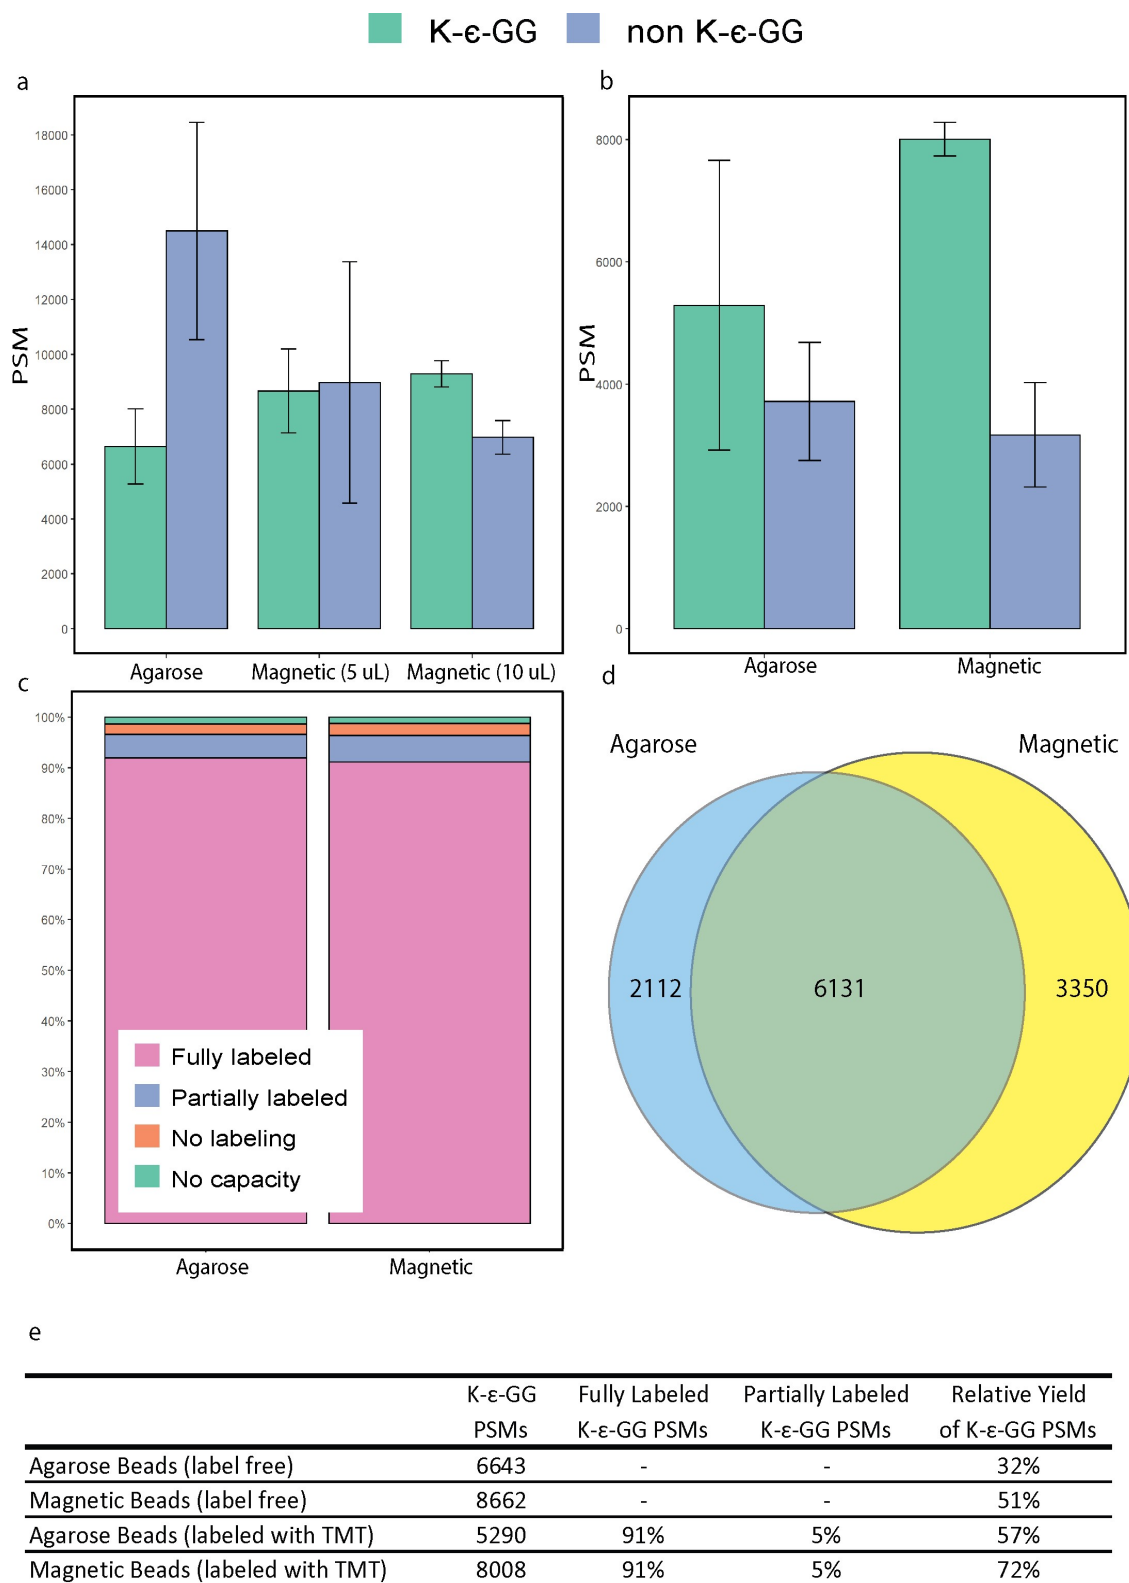 K-ϵ-GG non K-ϵ-GG
a
18000
16000
14000
12000
10000
8000
6000
4000
2000
0
PSM
Agarose Magnetic (5 uL) Magnetic (10 uL)
b
8000
6000
4000
2000
0
PSM
Agarose Magnetic
c
100%
90%
80%
70%
60%
50%
40%
30%
20%
10%
0%
Fully labeled
Partially labeled
No labeling
No capacity
Agarose Magnetic
d
Agarose Magnetic
2112 6131 3350
e
K-ε-GG Fully Labeled Partially Labeled Relative Yield
PSMs K-ε-GG PSMs K-ε-GG PSMs of K-ε-GG PSMs
Agarose Beads (label free) 6643 - - 32%
Magnetic Beads (label free) 8662 - - 51%
Agarose Beads (labeled with TMT) 5290 91% 5% 57%
Magnetic Beads (labeled with TMT) 8008 91% 5% 72%